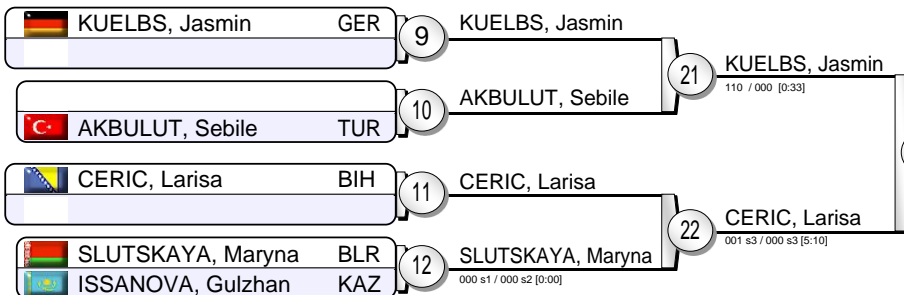 KUELBS, Jasmin GER
9
KUELBS, Jasmin
10
AKBULUT, Sebile
AKBULUT, Sebile TUR
21
KUELBS, Jasmin
110 / 000 [0:33]
CERIC, Larisa BIH
11
CERIC, Larisa
SLUTSKAYA, Maryna BLR
12
SLUTSKAYA, Maryna
000 s1 / 000 s2 [0:00]
ISSANOVA, Gulzhan KAZ
22
CERIC, Larisa
001 s3 / 000 s3 [5:10]